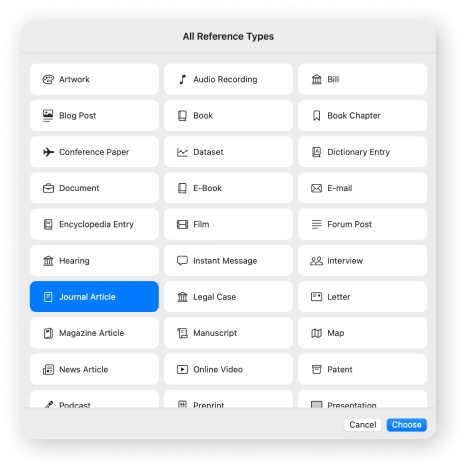 All Reference Types
Artwork Audio Recording Bill
Blog Post Book Book Chapter
Conference Paper Dataset Dictionary Entry
Document E-Book E-mail
Encyclopedia Entry Film Forum Post
Hearing Instant Message Interview
Journal Article Legal Case Letter
Magazine Article Manuscript Map
News Article Online Video Patent
Podcast Preprint Presentation
Cancel Choose